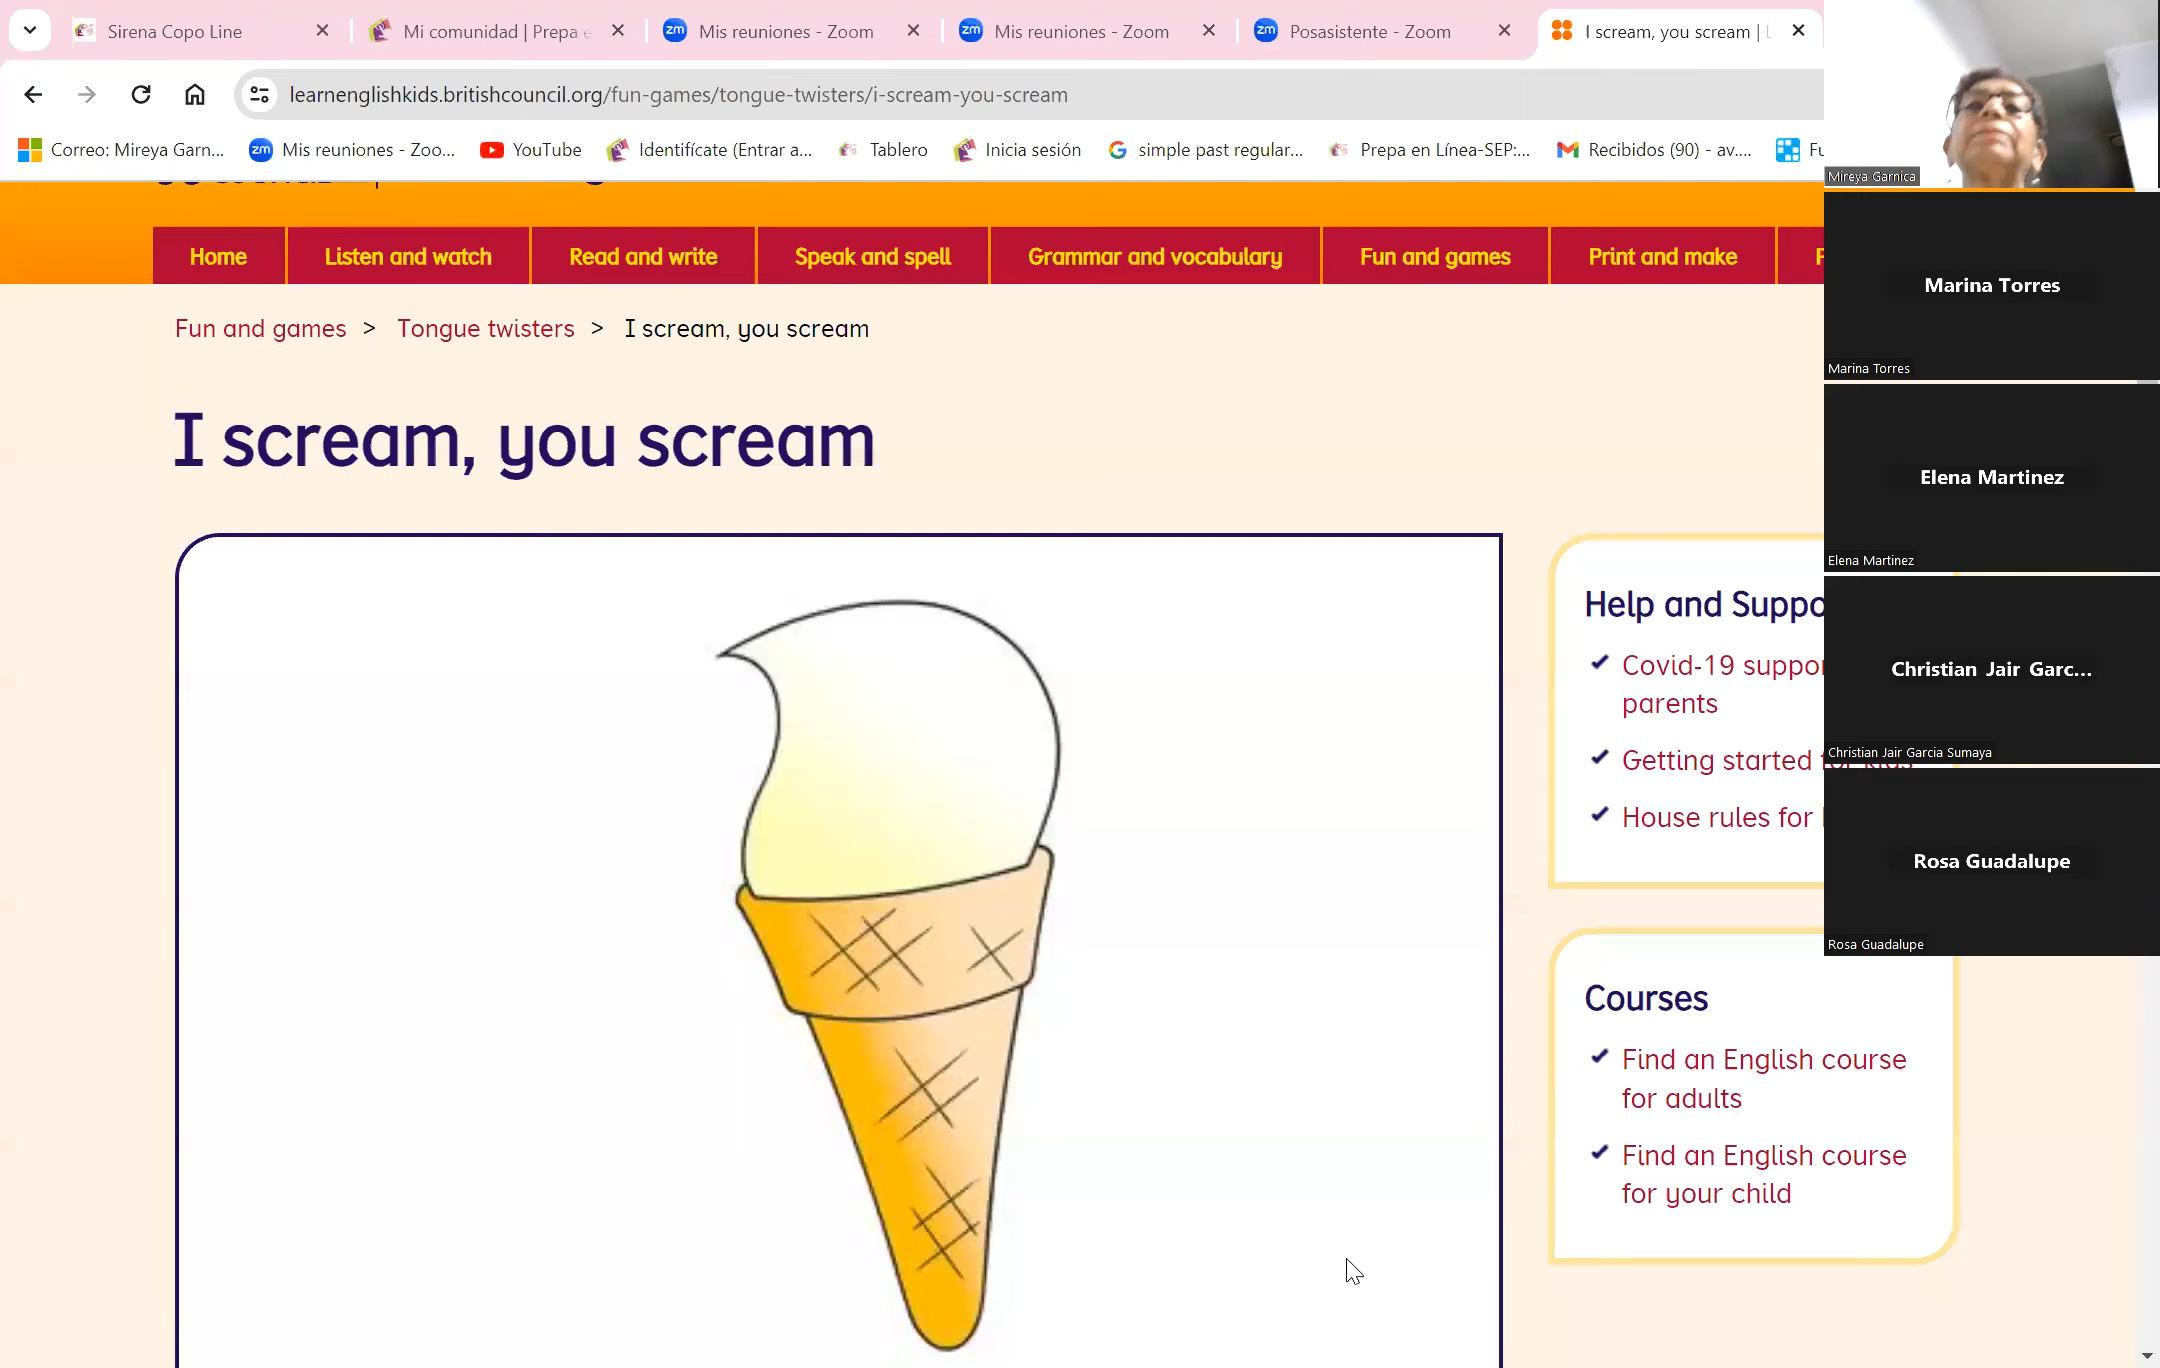 Sirena Copo Line
Mi comunidad | Prepa e
Mis reuniones - Zoom
Mis reuniones - Zoom
Posasistente - Zoom
I scream, you scream |
learnenglishkids.britishcouncil.org/fun-games/tongue-twisters/i-scream-you-scream
Correo: Mireya Garn...
Mis reuniones - Zoo...
YouTube
Identifícate (Entrar a...
Tablero
Inicia sesión
simple past regular...
Prepa en Línea-SEP:...
Recibidos (90) - av....
Home
Listen and watch
Read and write
Speak and spell
Grammar and vocabulary
Fun and games
Print and make
Fun and games > Tongue twisters > I scream, you scream
I scream, you scream
Help and Suppo
Covid-19 suppor
parents
Getting started for kids
House rules for
Courses
Find an English course
for adults
Find an English course
for your child
Mireya Garnica
Marina Torres
Marina Torres
Elena Martinez
Elena Martinez
Christian Jair Garc...
Christian Jair Garcia Sumaya
Rosa Guadalupe
Rosa Guadalupe